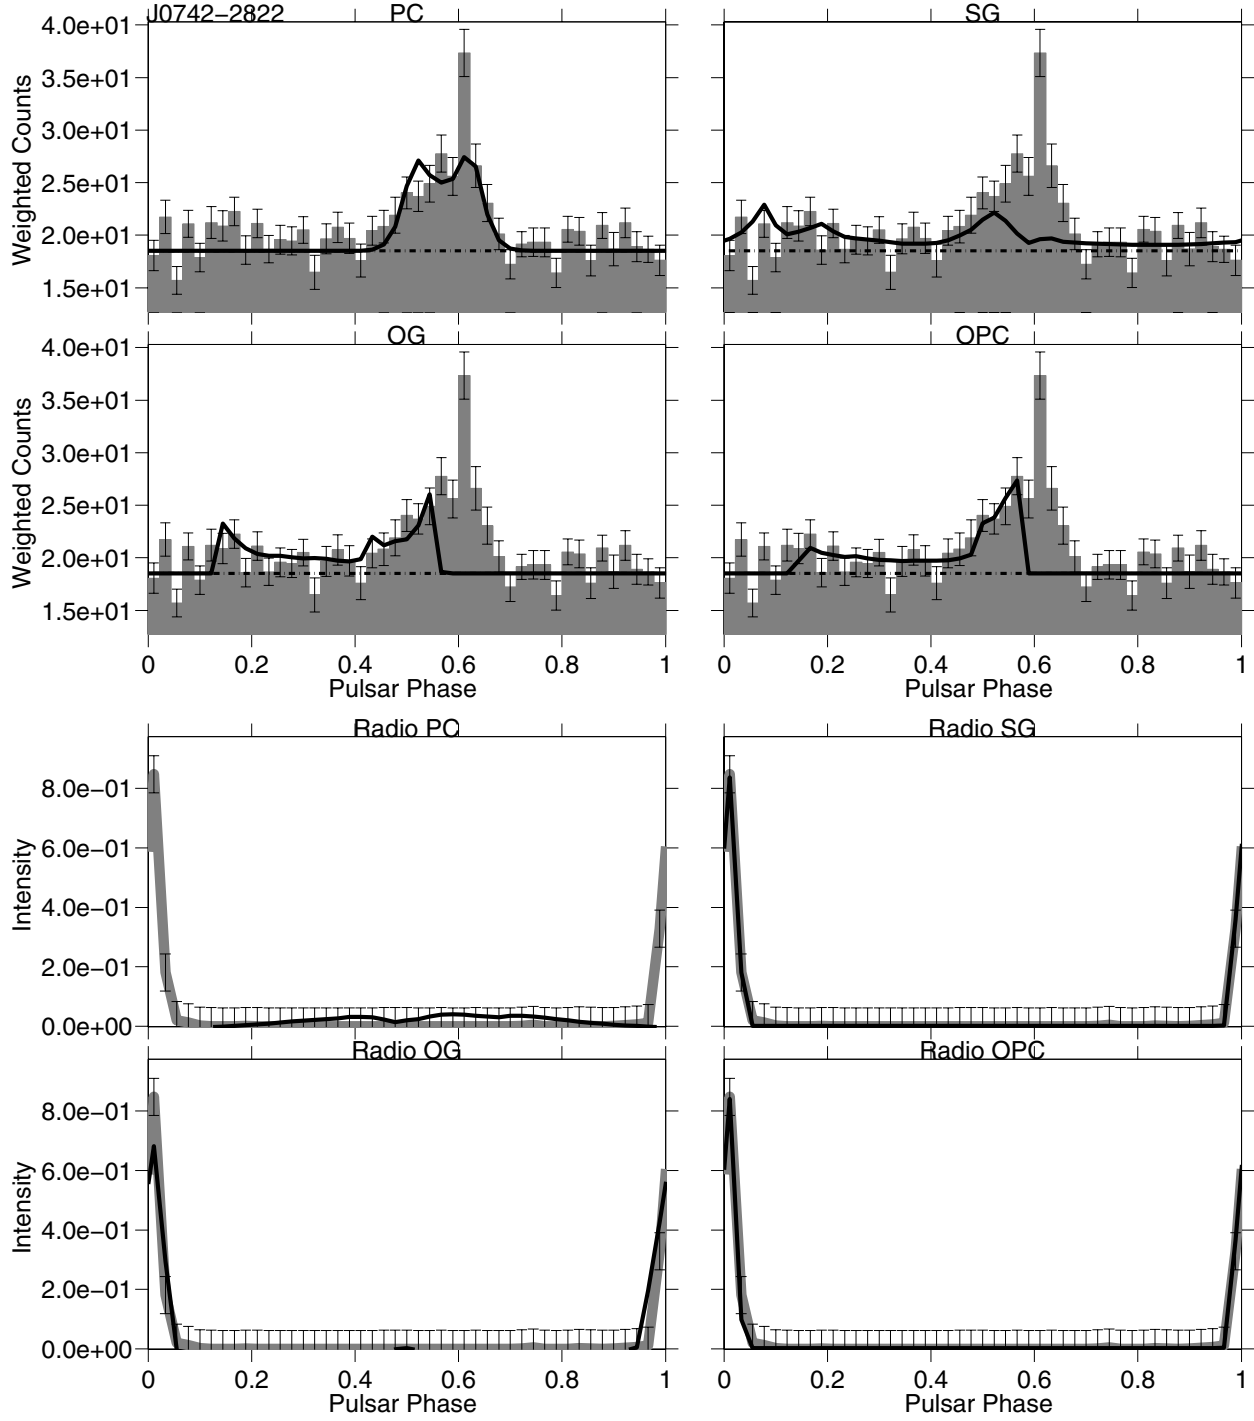 J0742−2822 PC SG
4.0e+01
3.5e+01
3.0e+01
2.5e+01
2.0e+01
1.5e+01
Weighted Counts
OG OPC
4.0e+01
3.5e+01
3.0e+01
2.5e+01
2.0e+01
1.5e+01
Weighted Counts
0 0.2 0.4 0.6 0.8 1 0 0.2 0.4 0.6 0.8 1
Pulsar Phase Pulsar Phase
Radio PC Radio SG
8.0e−01
6.0e−01
4.0e−01
2.0e−01
0.0e+00
Intensity
Radio OG Radio OPC
8.0e−01
6.0e−01
4.0e−01
2.0e−01
0.0e+00
Intensity
0 0.2 0.4 0.6 0.8 1 0 0.2 0.4 0.6 0.8 1
Pulsar Phase Pulsar Phase